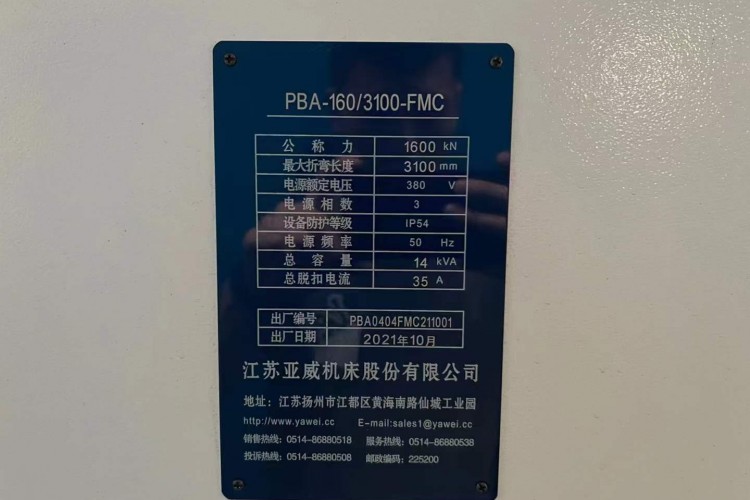 PBA-160/3100-FMC
公称力 1600 kN
最大折弯长度 3100 mm
电源额定电压 380 V
电源相数 3
设备防护等级 IP54
电源频率 50 Hz
总容量 14 kVA
总脱扣电流 35 A
出厂编号 PBA0404FMC211001
出厂日期 2021年10月
江苏亚威机床股份有限公司
地址：江苏扬州市江都区黄海南路仙城工业园
http://www.yawei.cc E-mail:sales1@yawei.cc
销售热线：0514-86880518 服务热线：0514-86880538
投诉热线：0514-86880508 邮政编码：225200